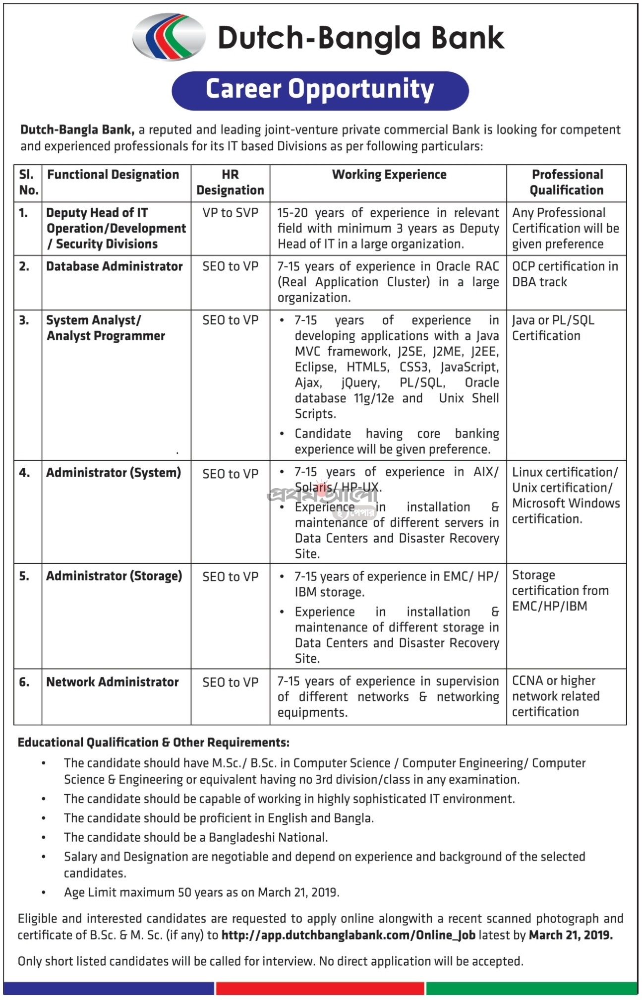 Dutch-Bangla Bank
Career Opportunity
Dutch-Bangla Bank, a reputed and leading joint-venture private commercial Bank is looking for competent
and experienced professionals for its IT based Divisions as per following particulars:
Sl. No.
Functional Designation
HR Designation
Working Experience
Professional Qualification
1.
Deputy Head of IT
Operation/Development
/ Security Divisions
VP to SVP
15-20 years of experience in relevant
field with minimum 3 years as Deputy
Head of IT in a large organization.
Any Professional
Certification will be
given preference
2.
Database Administrator
SEO to VP
7-15 years of experience in Oracle RAC
(Real Application Cluster) in a large
organization.
OCP certification in
DBA track
3.
System Analyst/
Analyst Programmer
SEO to VP
• 7-15 years of experience in
developing applications with a Java
MVC framework, J2SE, J2ME, J2EE,
Eclipse, HTML5, CSS3, JavaScript,
Ajax, jQuery, PL/SQL, Oracle
database 11g/12e and Unix Shell
Scripts.
• Candidate having core banking
experience will be given preference.
Java or PL/SQL
Certification
4.
Administrator (System)
SEO to VP
• 7-15 years of experience in AIX/
Solaris/ HP-UX.
• Experience in installation &
maintenance of different servers in
Data Centers and Disaster Recovery
Site.
Linux certification/
Unix certification/
Microsoft Windows
certification.
প্রথম আলো
ই পেপার
5.
Administrator (Storage)
SEO to VP
• 7-15 years of experience in EMC/ HP/
IBM storage.
• Experience in installation &
maintenance of different storage in
Data Centers and Disaster Recovery
Site.
Storage
certification from
EMC/HP/IBM
6.
Network Administrator
SEO to VP
7-15 years of experience in supervision
of different networks & networking
equipments.
CCNA or higher
network related
certification
Educational Qualification & Other Requirements:
• The candidate should have M.Sc./ B.Sc. in Computer Science / Computer Engineering/ Computer
Science & Engineering or equivalent having no 3rd division/class in any examination.
• The candidate should be capable of working in highly sophisticated IT environment.
• The candidate should be proficient in English and Bangla.
• The candidate should be a Bangladeshi National.
• Salary and Designation are negotiable and depend on experience and background of the selected
candidates.
• Age Limit maximum 50 years as on March 21, 2019.
Eligible and interested candidates are requested to apply online alongwith a recent scanned photograph and
certificate of B.Sc. & M. Sc. (if any) to http://app.dutchbanglabank.com/Online_Job latest by March 21, 2019.
Only short listed candidates will be called for interview. No direct application will be accepted.